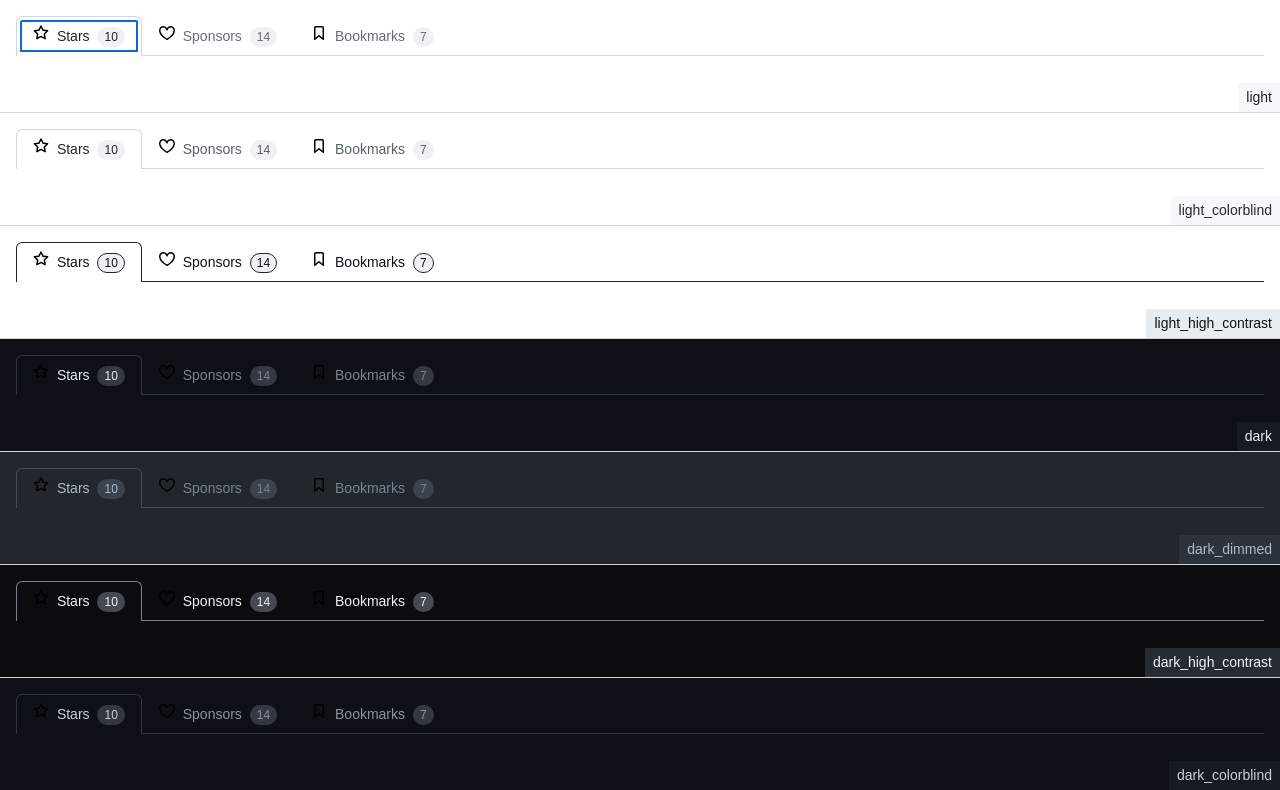 Stars 10 Sponsors 14 Bookmarks 7
light
Stars 10 Sponsors 14 Bookmarks 7
light_colorblind
Stars 10 Sponsors 14 Bookmarks 7
light_high_contrast
Stars 10 Sponsors 14 Bookmarks 7
dark
Stars 10 Sponsors 14 Bookmarks 7
dark_dimmed
Stars 10 Sponsors 14 Bookmarks 7
dark_high_contrast
Stars 10 Sponsors 14 Bookmarks 7
dark_colorblind